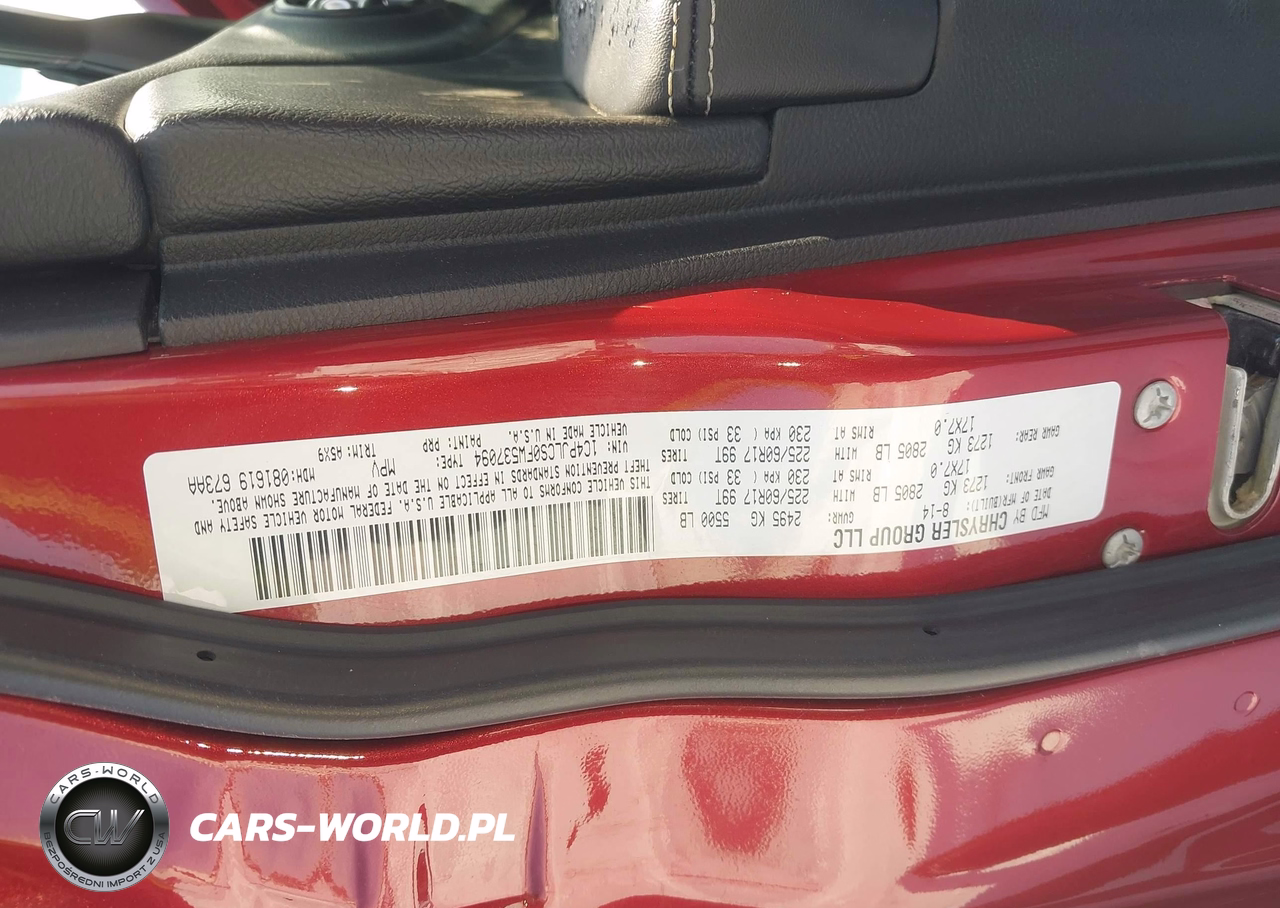 MFD BY CHRYSLER GROUP LLC
DATE OF MFR(BUILT): 8-14 GVWR: 2495 KG 5500 LB
GAWR FRONT: 1273 KG 2805 LB WITH TIRES 225/60R17 99T
17X7.0 RIMS AT 230 KPA ( 33 PSI) COLD
GAWR REAR: 1273 KG 2805 LB WITH TIRES 225/60R17 99T
17X7.0 RIMS AT 230 KPA ( 33 PSI) COLD
THIS VEHICLE CONFORMS TO ALL APPLICABLE U.S.A. FEDERAL MOTOR VEHICLE SAFETY AND
THEFT PREVENTION STANDARDS IN EFFECT ON THE DATE OF MANUFACTURE SHOWN ABOVE.
VIN: 1C4PJLCS0FW537094 TYPE: MPV MDH:081619 673AA
VEHICLE MADE IN U.S.A. PAINT: PRP TRIM: A5X9
CARS-WORLD
CW
BEZPOŚREDNI IMPORT Z USA
CARS-WORLD.PL